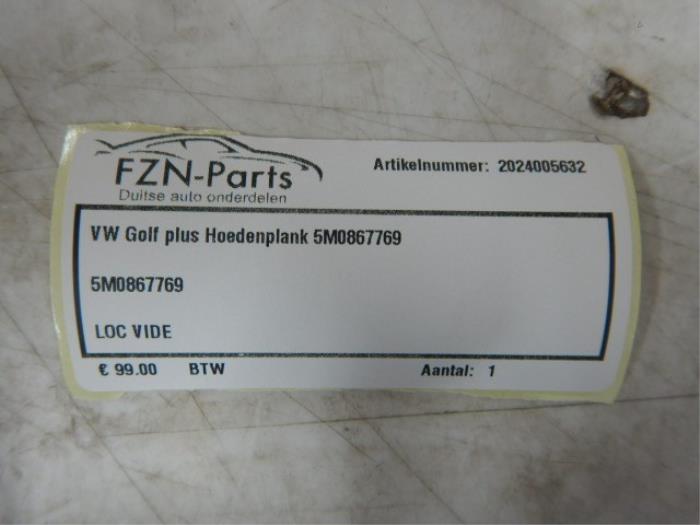 FZN-Parts
Duitse auto onderdelen
Artikelnummer: 2024005632
VW Golf plus Hoedenplank 5M0867769
5M0867769
LOC VIDE
€ 99.00 BTW Aantal: 1